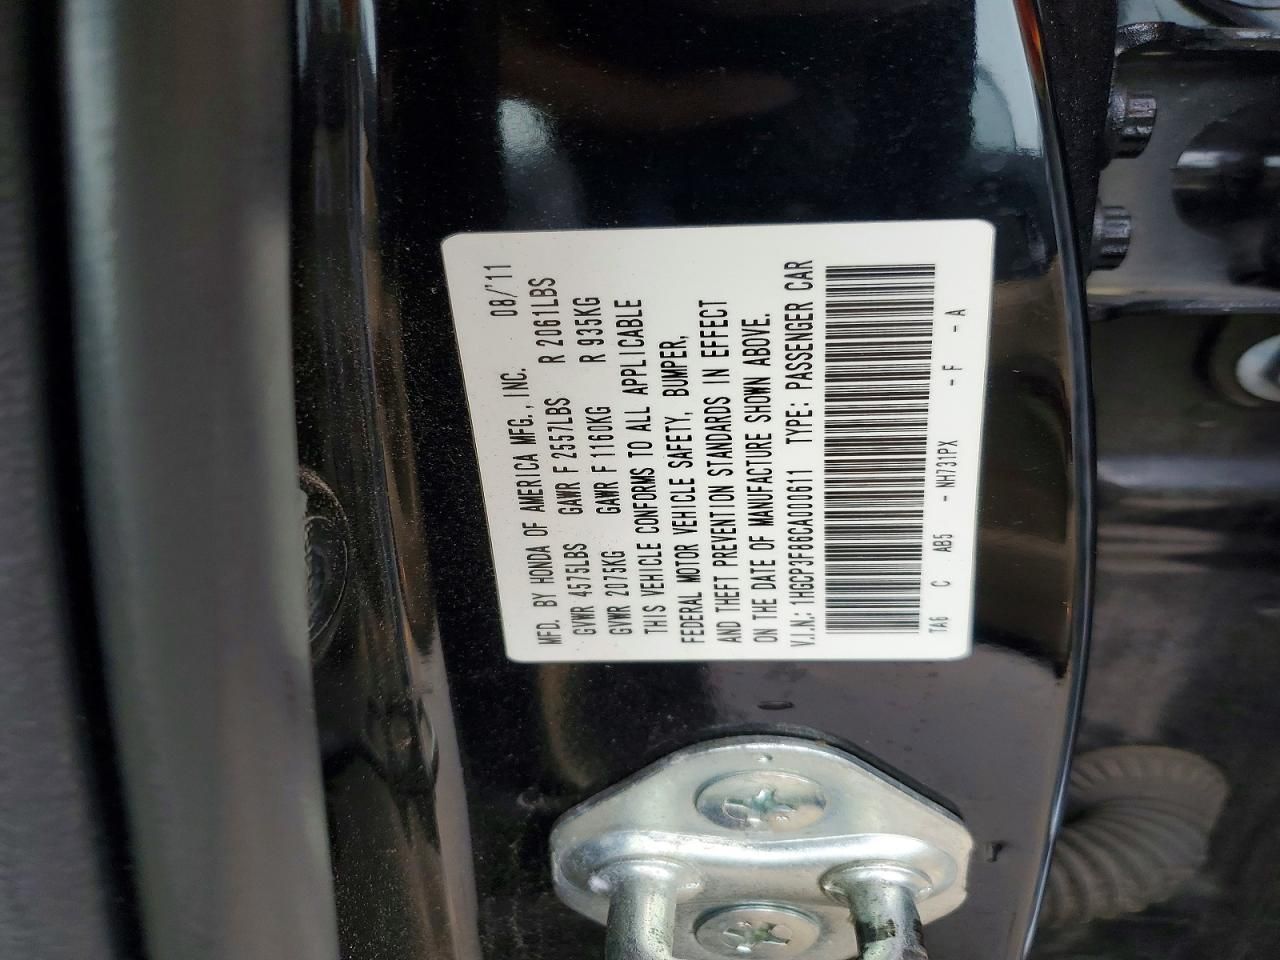 MFD. BY HONDA OF AMERICA MFG., INC. 08/'11
GVWR 4575LBS GAWR F 2557LBS R 2061LBS
GVWR 2075KG GAWR F 1160KG R 935KG
THIS VEHICLE CONFORMS TO ALL APPLICABLE
FEDERAL MOTOR VEHICLE SAFETY, BUMPER,
AND THEFT PREVENTION STANDARDS IN EFFECT
ON THE DATE OF MANUFACTURE SHOWN ABOVE.
V.I.N.: 1HGCP3F86CA000611 TYPE: PASSENGER CAR
TA6 C AB5 - NH731PX - F - A